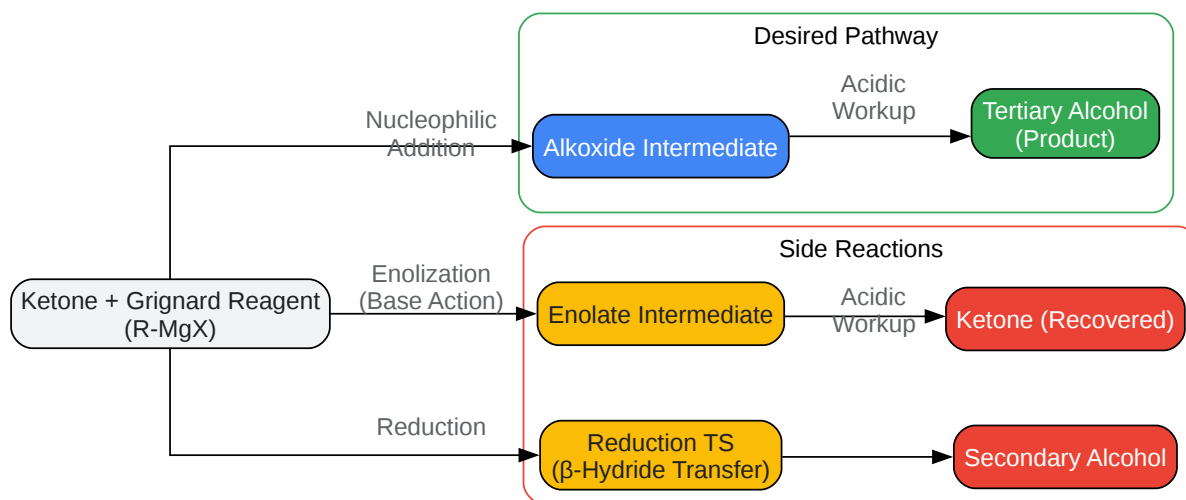 Desired Pathway
Nucleophilic
Addition
Alkoxide Intermediate
Acidic
Workup
Tertiary Alcohol
(Product)
Side Reactions
Ketone + Grignard Reagent
(R-MgX)
Enolization
(Base Action)
Enolate Intermediate
Acidic
Workup
Ketone (Recovered)
Reduction
Reduction TS
(β-Hydride Transfer)
Secondary Alcohol